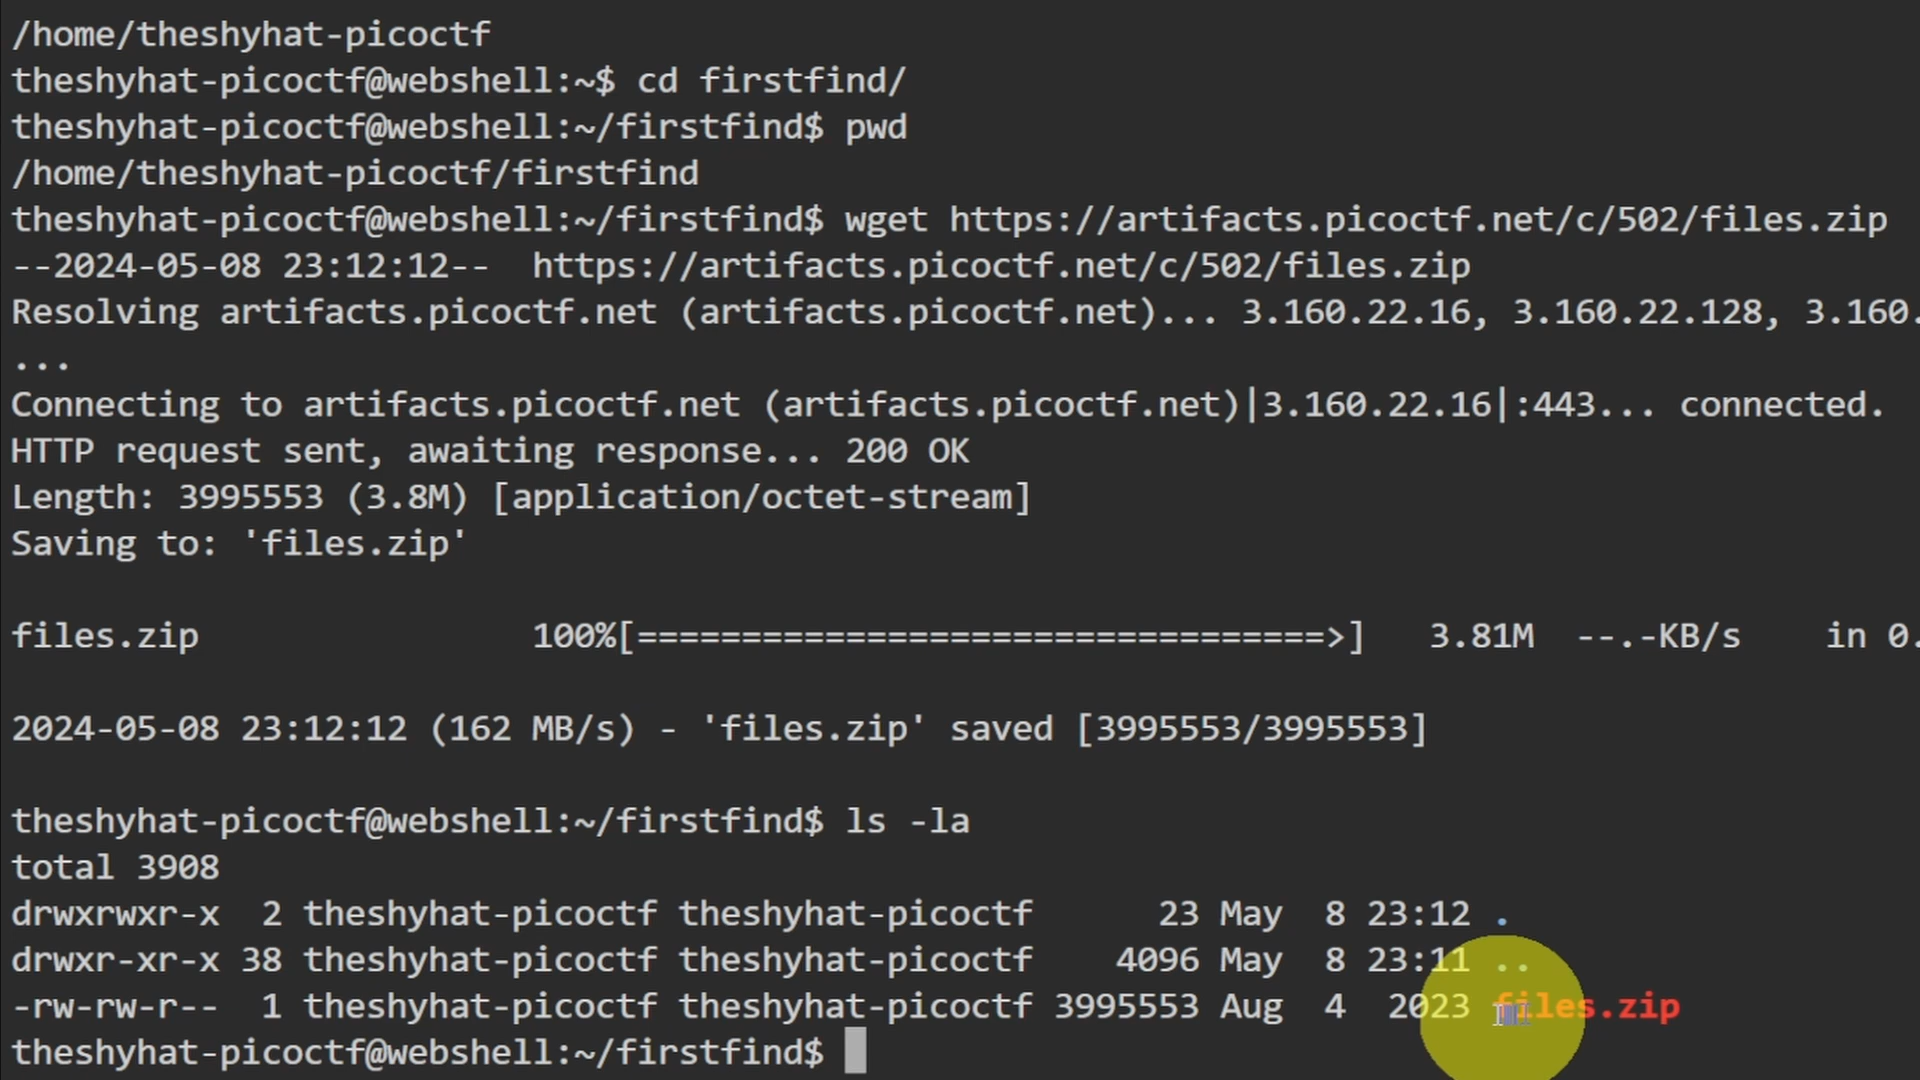 /home/theshyhat-picoctf
theshyhat-picoctf@webshell:~$ cd firstfind/
theshyhat-picoctf@webshell:~/firstfind$ pwd
/home/theshyhat-picoctf/firstfind
theshyhat-picoctf@webshell:~/firstfind$ wget https://artifacts.picoctf.net/c/502/files.zip
--2024-05-08 23:12:12--  https://artifacts.picoctf.net/c/502/files.zip
Resolving artifacts.picoctf.net (artifacts.picoctf.net)... 3.160.22.16, 3.160.22.128, 3.160.
...
Connecting to artifacts.picoctf.net (artifacts.picoctf.net)|3.160.22.16|:443... connected.
HTTP request sent, awaiting response... 200 OK
Length: 3995553 (3.8M) [application/octet-stream]
Saving to: 'files.zip'
files.zip                100%[=================================>]   3.81M  --.-KB/s    in 0.
2024-05-08 23:12:12 (162 MB/s) - 'files.zip' saved [3995553/3995553]
theshyhat-picoctf@webshell:~/firstfind$ ls -la
total 3908
drwxrwxr-x  2 theshyhat-picoctf theshyhat-picoctf      23 May  8 23:12 .
drwxr-xr-x 38 theshyhat-picoctf theshyhat-picoctf    4096 May  8 23:11 ..
-rw-rw-r--  1 theshyhat-picoctf theshyhat-picoctf 3995553 Aug  4  2023 files.zip
theshyhat-picoctf@webshell:~/firstfind$